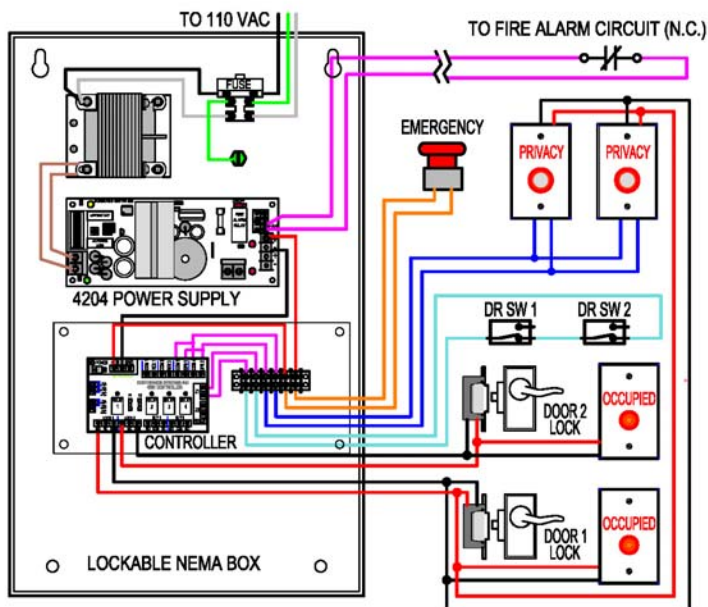 TO 110 VAC
TO FIRE ALARM CIRCUIT (N.C.)
FUSE
EMERGENCY
PRIVACY
PRIVACY
4204 POWER SUPPLY
DR SW 1
DR SW 2
DOOR 2
LOCK
OCCUPIED
CONTROLLER
DOOR 1
LOCK
OCCUPIED
LOCKABLE NEMA BOX